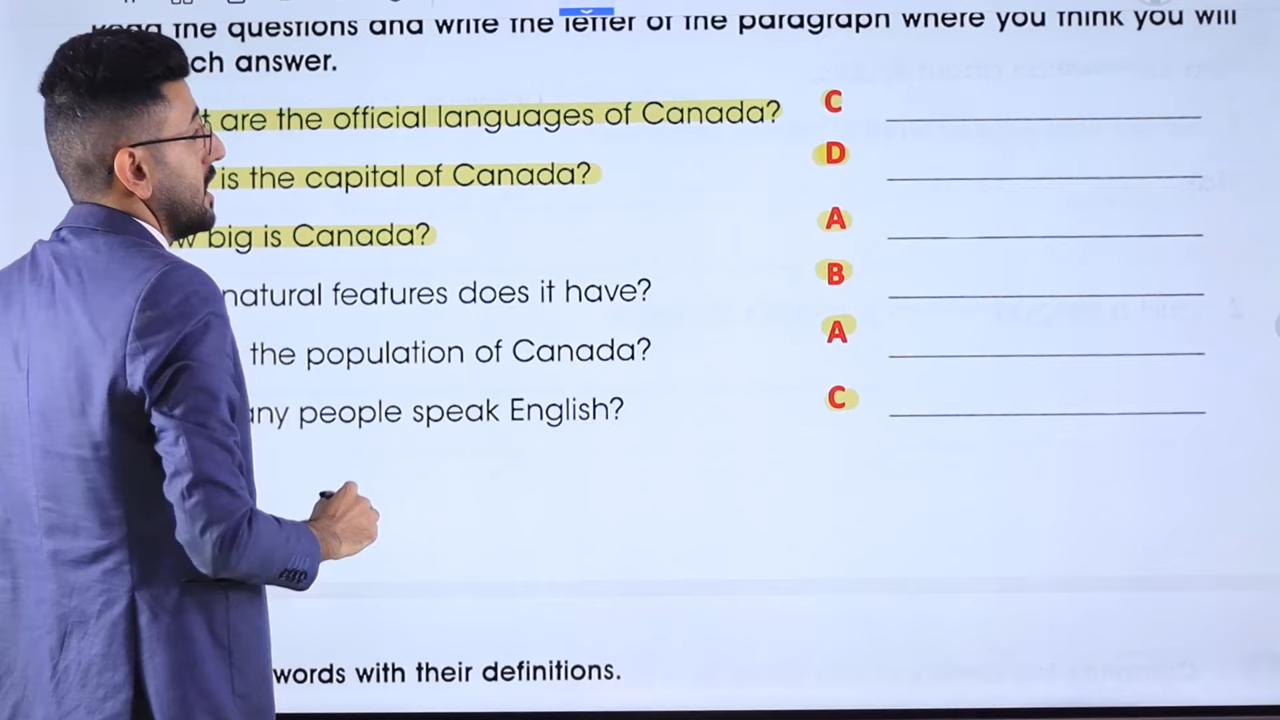 the questions and write the letter of the paragraph where you think you will
ch answer.
are the official languages of Canada? C
is the capital of Canada? D
w big is Canada? A
natural features does it have? B
the population of Canada? A
any people speak English? C
words with their definitions.